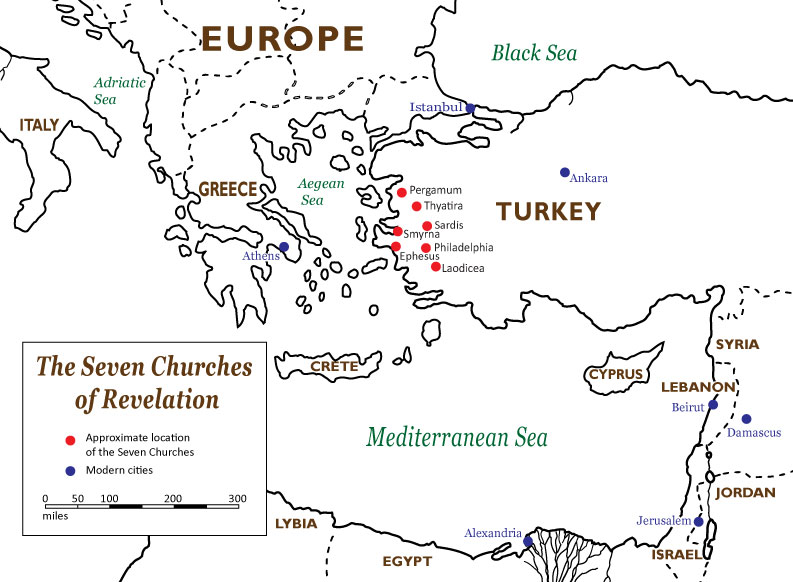 EUROPE
Black Sea
Adriatic
Sea
Istanbul
ITALY
Ankara
Aegean
Sea
GREECE
Pergamum
Thyatira
TURKEY
Sardis
Smyrna
Philadelphia
Athens
Ephesus
Laodicea
SYRIA
The Seven Churches
of Revelation
CRETE
CYPRUS
LEBANON
Beirut
Damascus
Mediterranean Sea
Approximate location
of the Seven Churches
Modern cities
0 50 100 200 300
miles
JORDAN
LYBIA
Jerusalem
Alexandria
ISRAEL
EGYPT